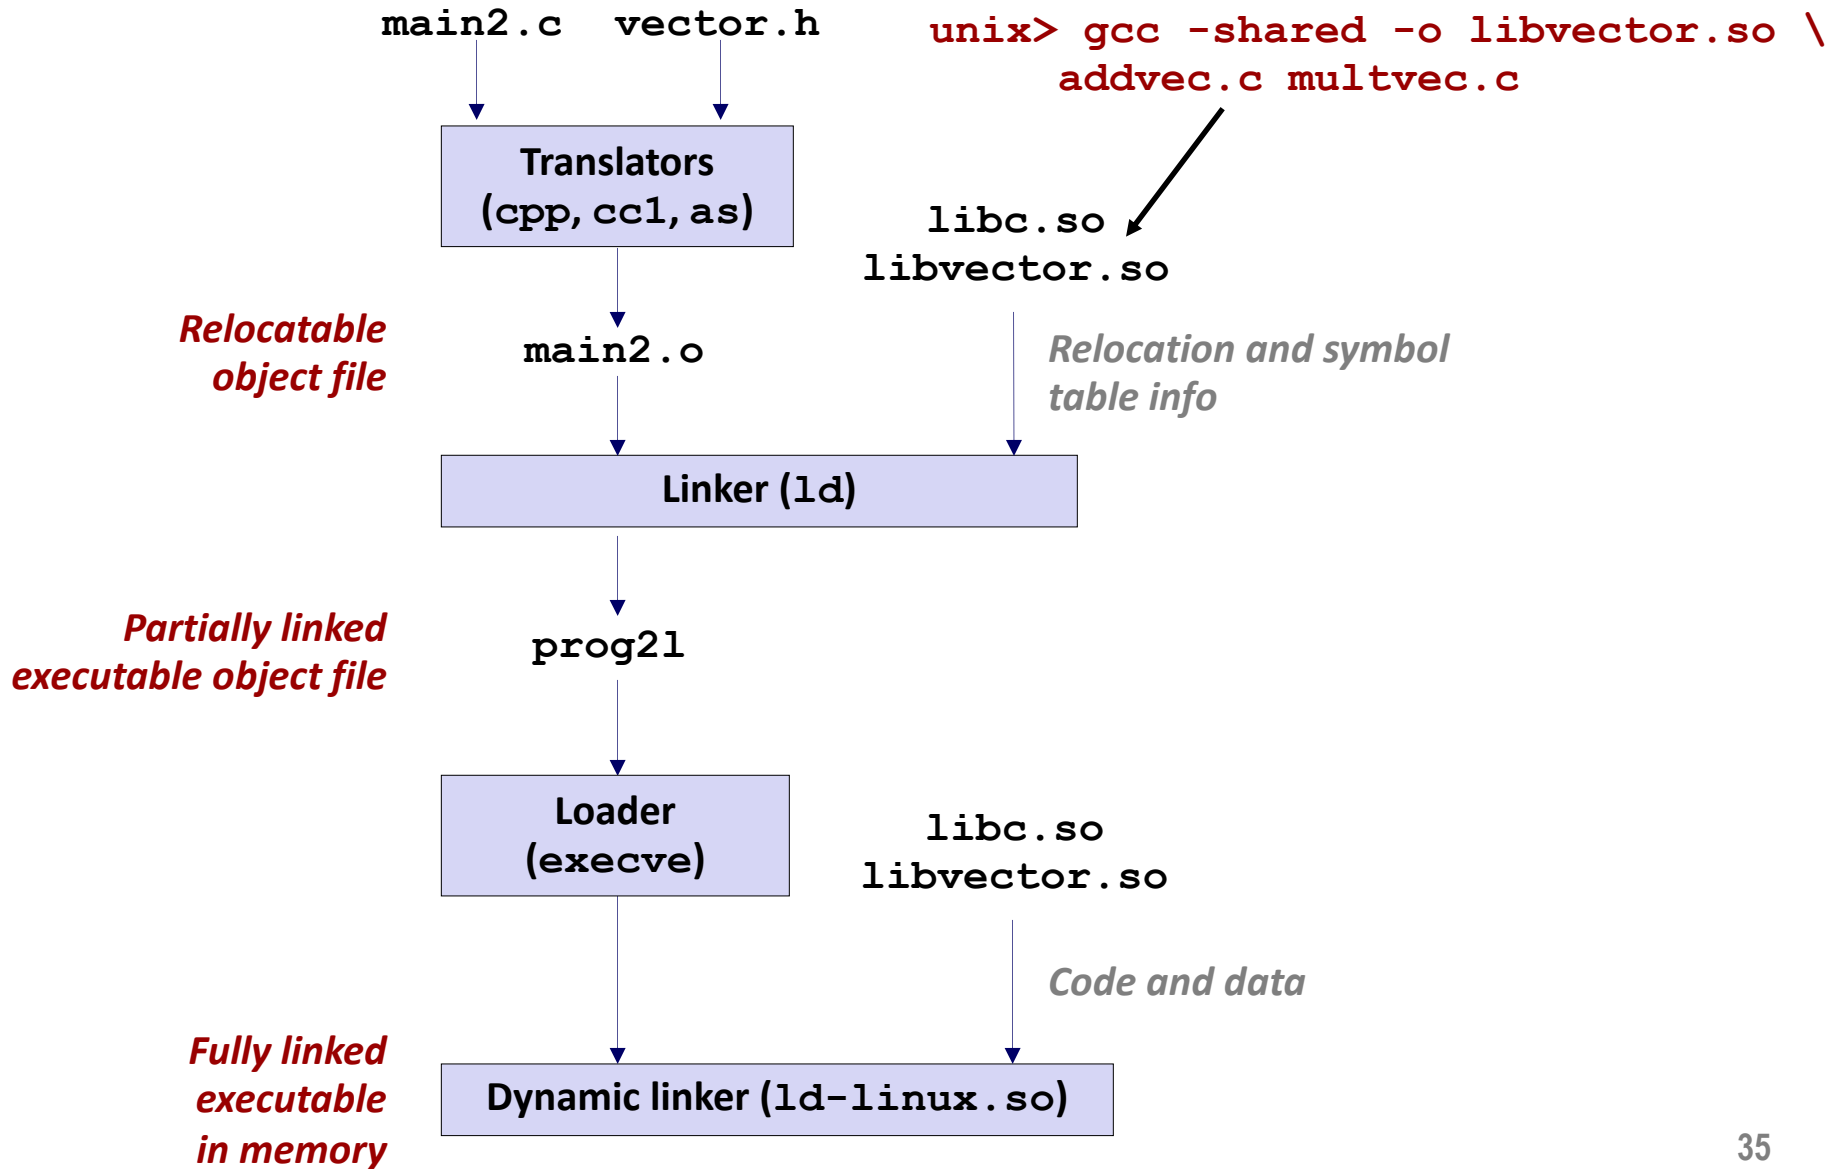 main2.c vector.h
unix> gcc -shared -o libvector.so \
addvec.c multvec.c
Translators
(cpp, cc1, as)
libc.so
libvector.so
Relocatable
object file
main2.o
Relocation and symbol
table info
Linker (ld)
Partially linked
executable object file
prog2l
Loader
(execve)
libc.so
libvector.so
Code and data
Fully linked
executable
in memory
Dynamic linker (ld-linux.so)
35